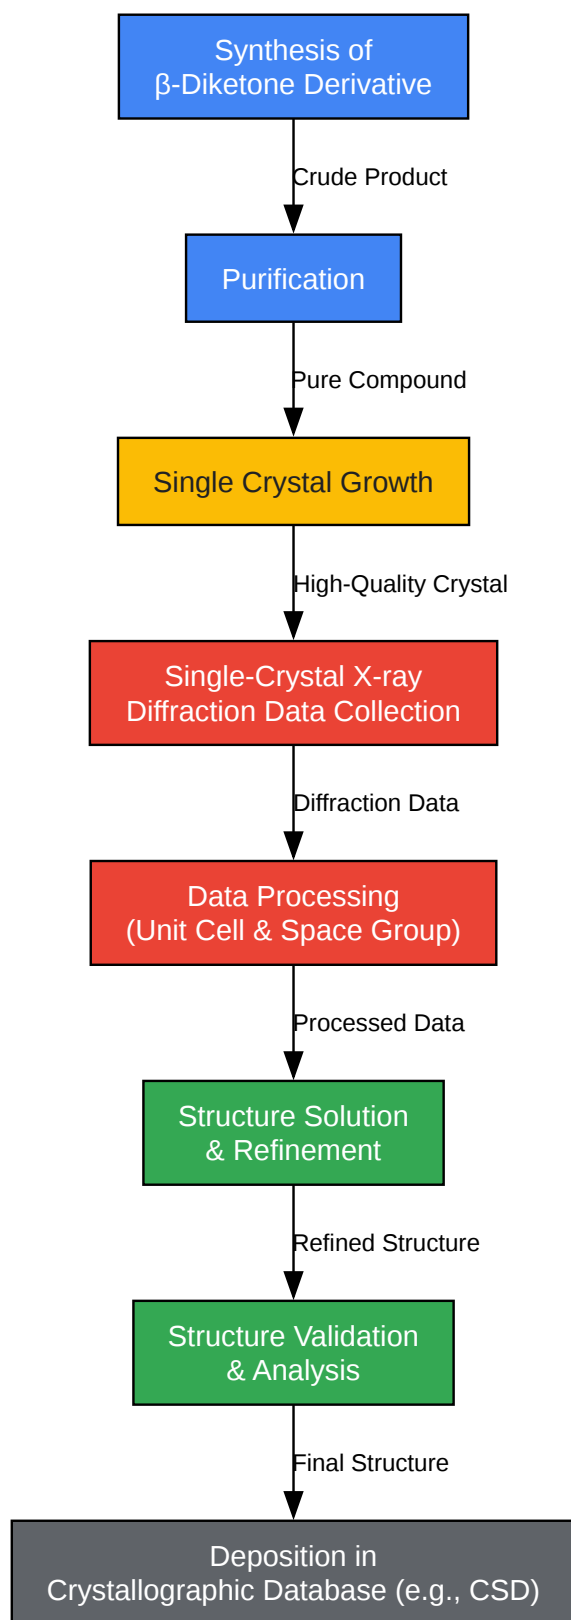 Synthesis of
β-Diketone Derivative
Crude Product
Purification
Pure Compound
Single Crystal Growth
High-Quality Crystal
Single-Crystal X-ray
Diffraction Data Collection
Diffraction Data
Data Processing
(Unit Cell & Space Group)
Processed Data
Structure Solution
& Refinement
Refined Structure
Structure Validation
& Analysis
Final Structure
Deposition in
Crystallographic Database (e.g., CSD)